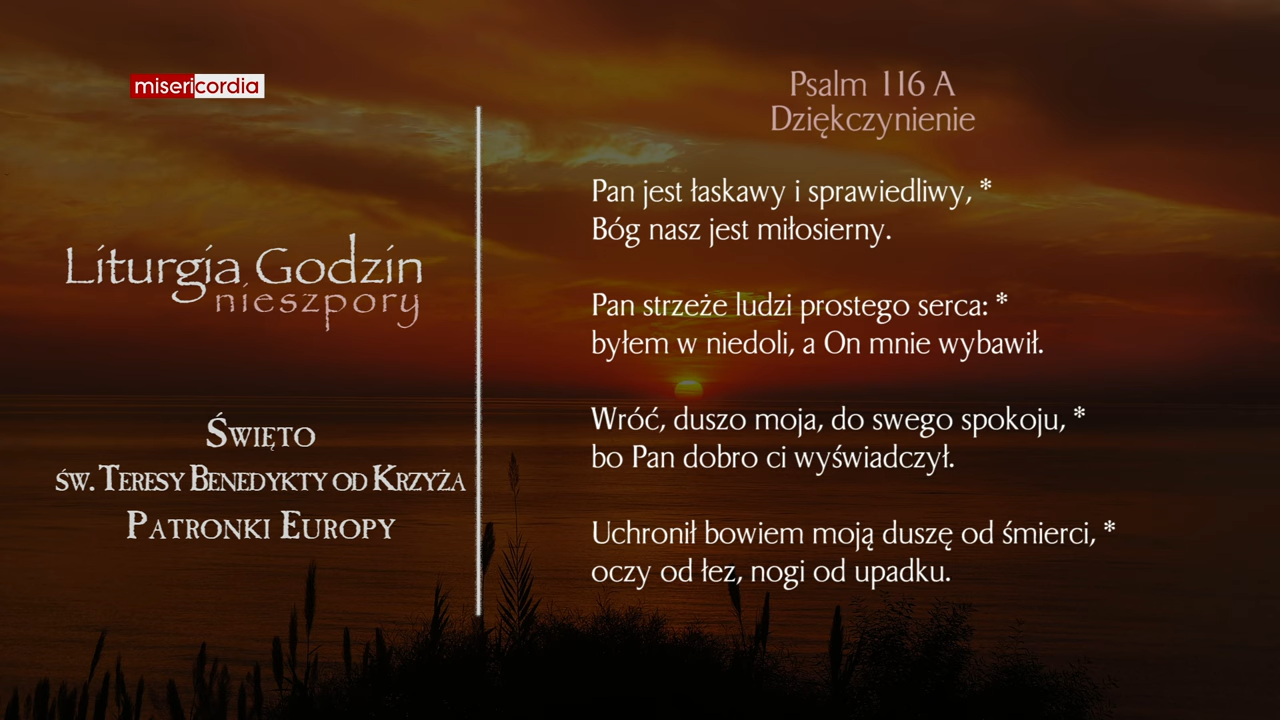 misericordia
Liturgia Godzin
nieszpory
Święto
św. Teresy Benedykty od Krzyża
Patronki Europy
Psalm 116 A
Dziękczynienie
Pan jest łaskawy i sprawiedliwy, *
Bóg nasz jest miłosierny.
Pan strzeże ludzi prostego serca: *
byłem w niedoli, a On mnie wybawił.
Wróć, duszo moja, do swego spokoju, *
bo Pan dobro ci wyświadczył.
Uchronił bowiem moją duszę od śmierci, *
oczy od łez, nogi od upadku.